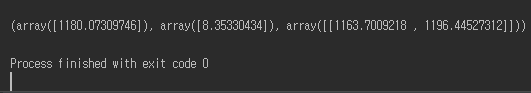 (array([1180.07309746]), array([8.35330434]), array([[1163.7009218 , 1196.44527312]]))
Process finished with exit code 0